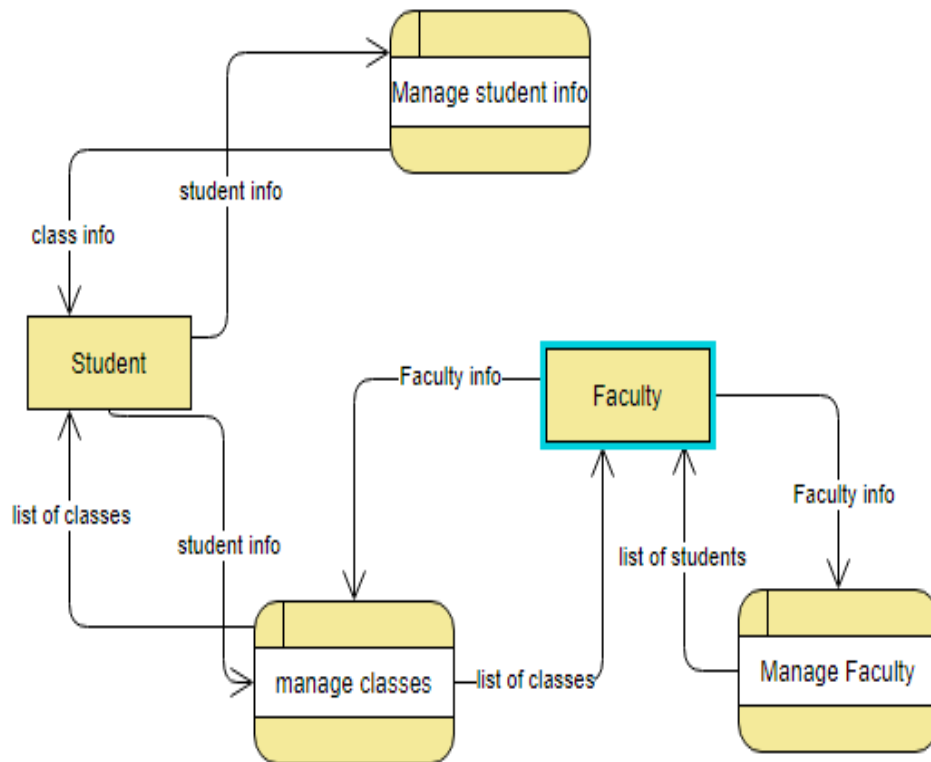 Manage student info
student info
class info
Student
Faculty info
Faculty
Faculty info
list of classes
student info
list of students
manage classes
list of classes
Manage Faculty